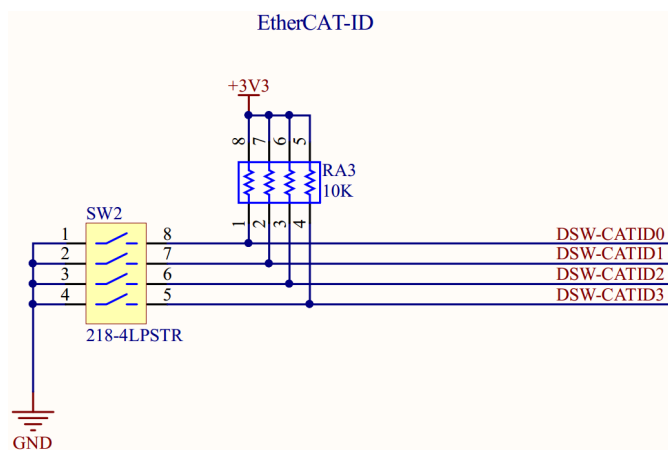 EtherCAT-ID
+3V3
8 7 6 5
RA3
10K
1 2 3 4
SW2
1 8 DSW-CATID0
2 7 DSW-CATID1
3 6 DSW-CATID2
4 5 DSW-CATID3
218-4LPSTR
GND